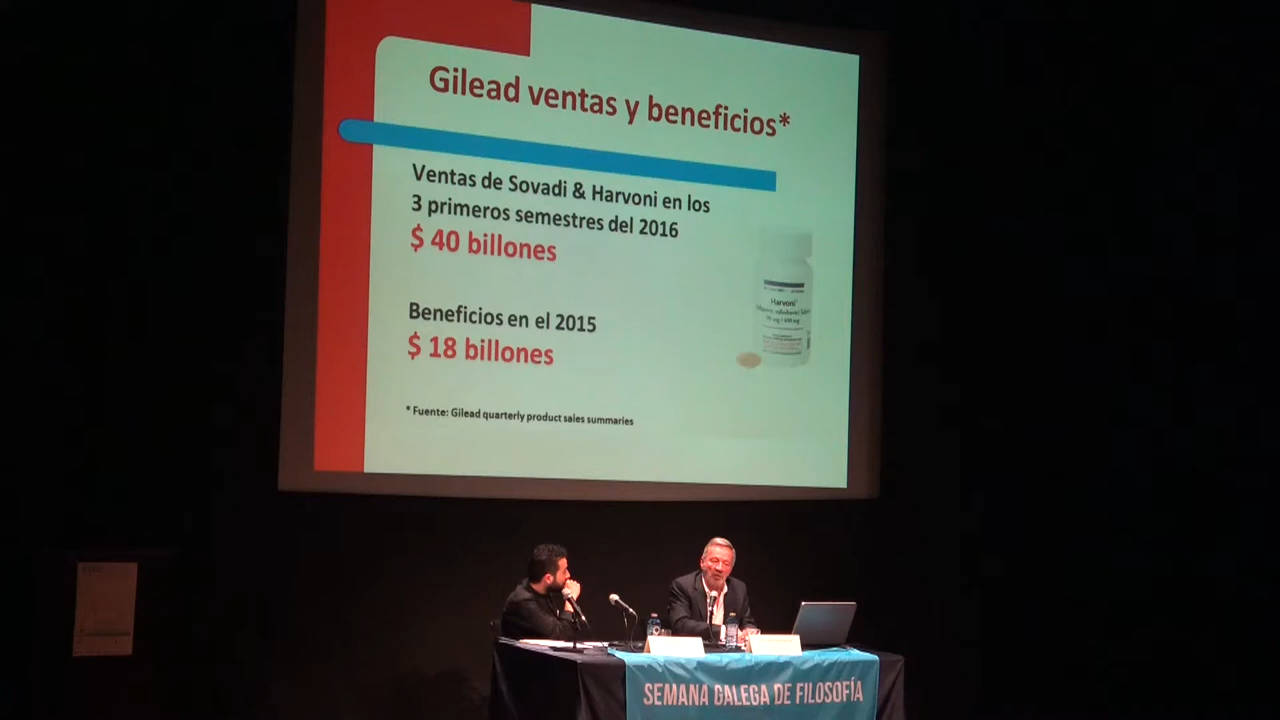 Gilead ventas y beneficios*
Ventas de Sovadi & Harvoni en los
3 primeros semestres del 2016
$ 40 billones
Harvoni
Beneficios en el 2015
$ 18 billones
* Fuente: Gilead quarterly product sales summaries
SEMANA GALEGA DE FILOSOFÍA